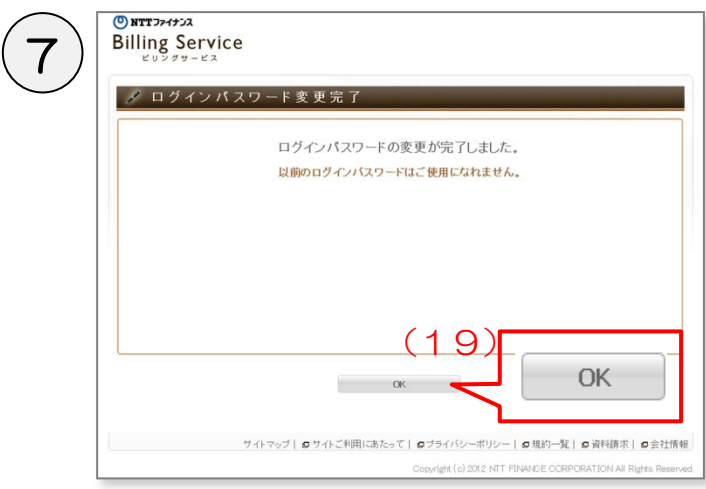 7
NTTファイナンス
Billing Service
ビリングサービス
ログインパスワード変更完了
ログインパスワードの変更が完了しました。
以前のログインパスワードはご使用になれません。
(19)
OK
OK
サイトマップ | サイトご利用にあたって | プライバシーポリシー | 規約一覧 | 資料請求 | 会社情報
Copyright (c) 2012 NTT FINANCE CORPORATION All Rights Reserved.